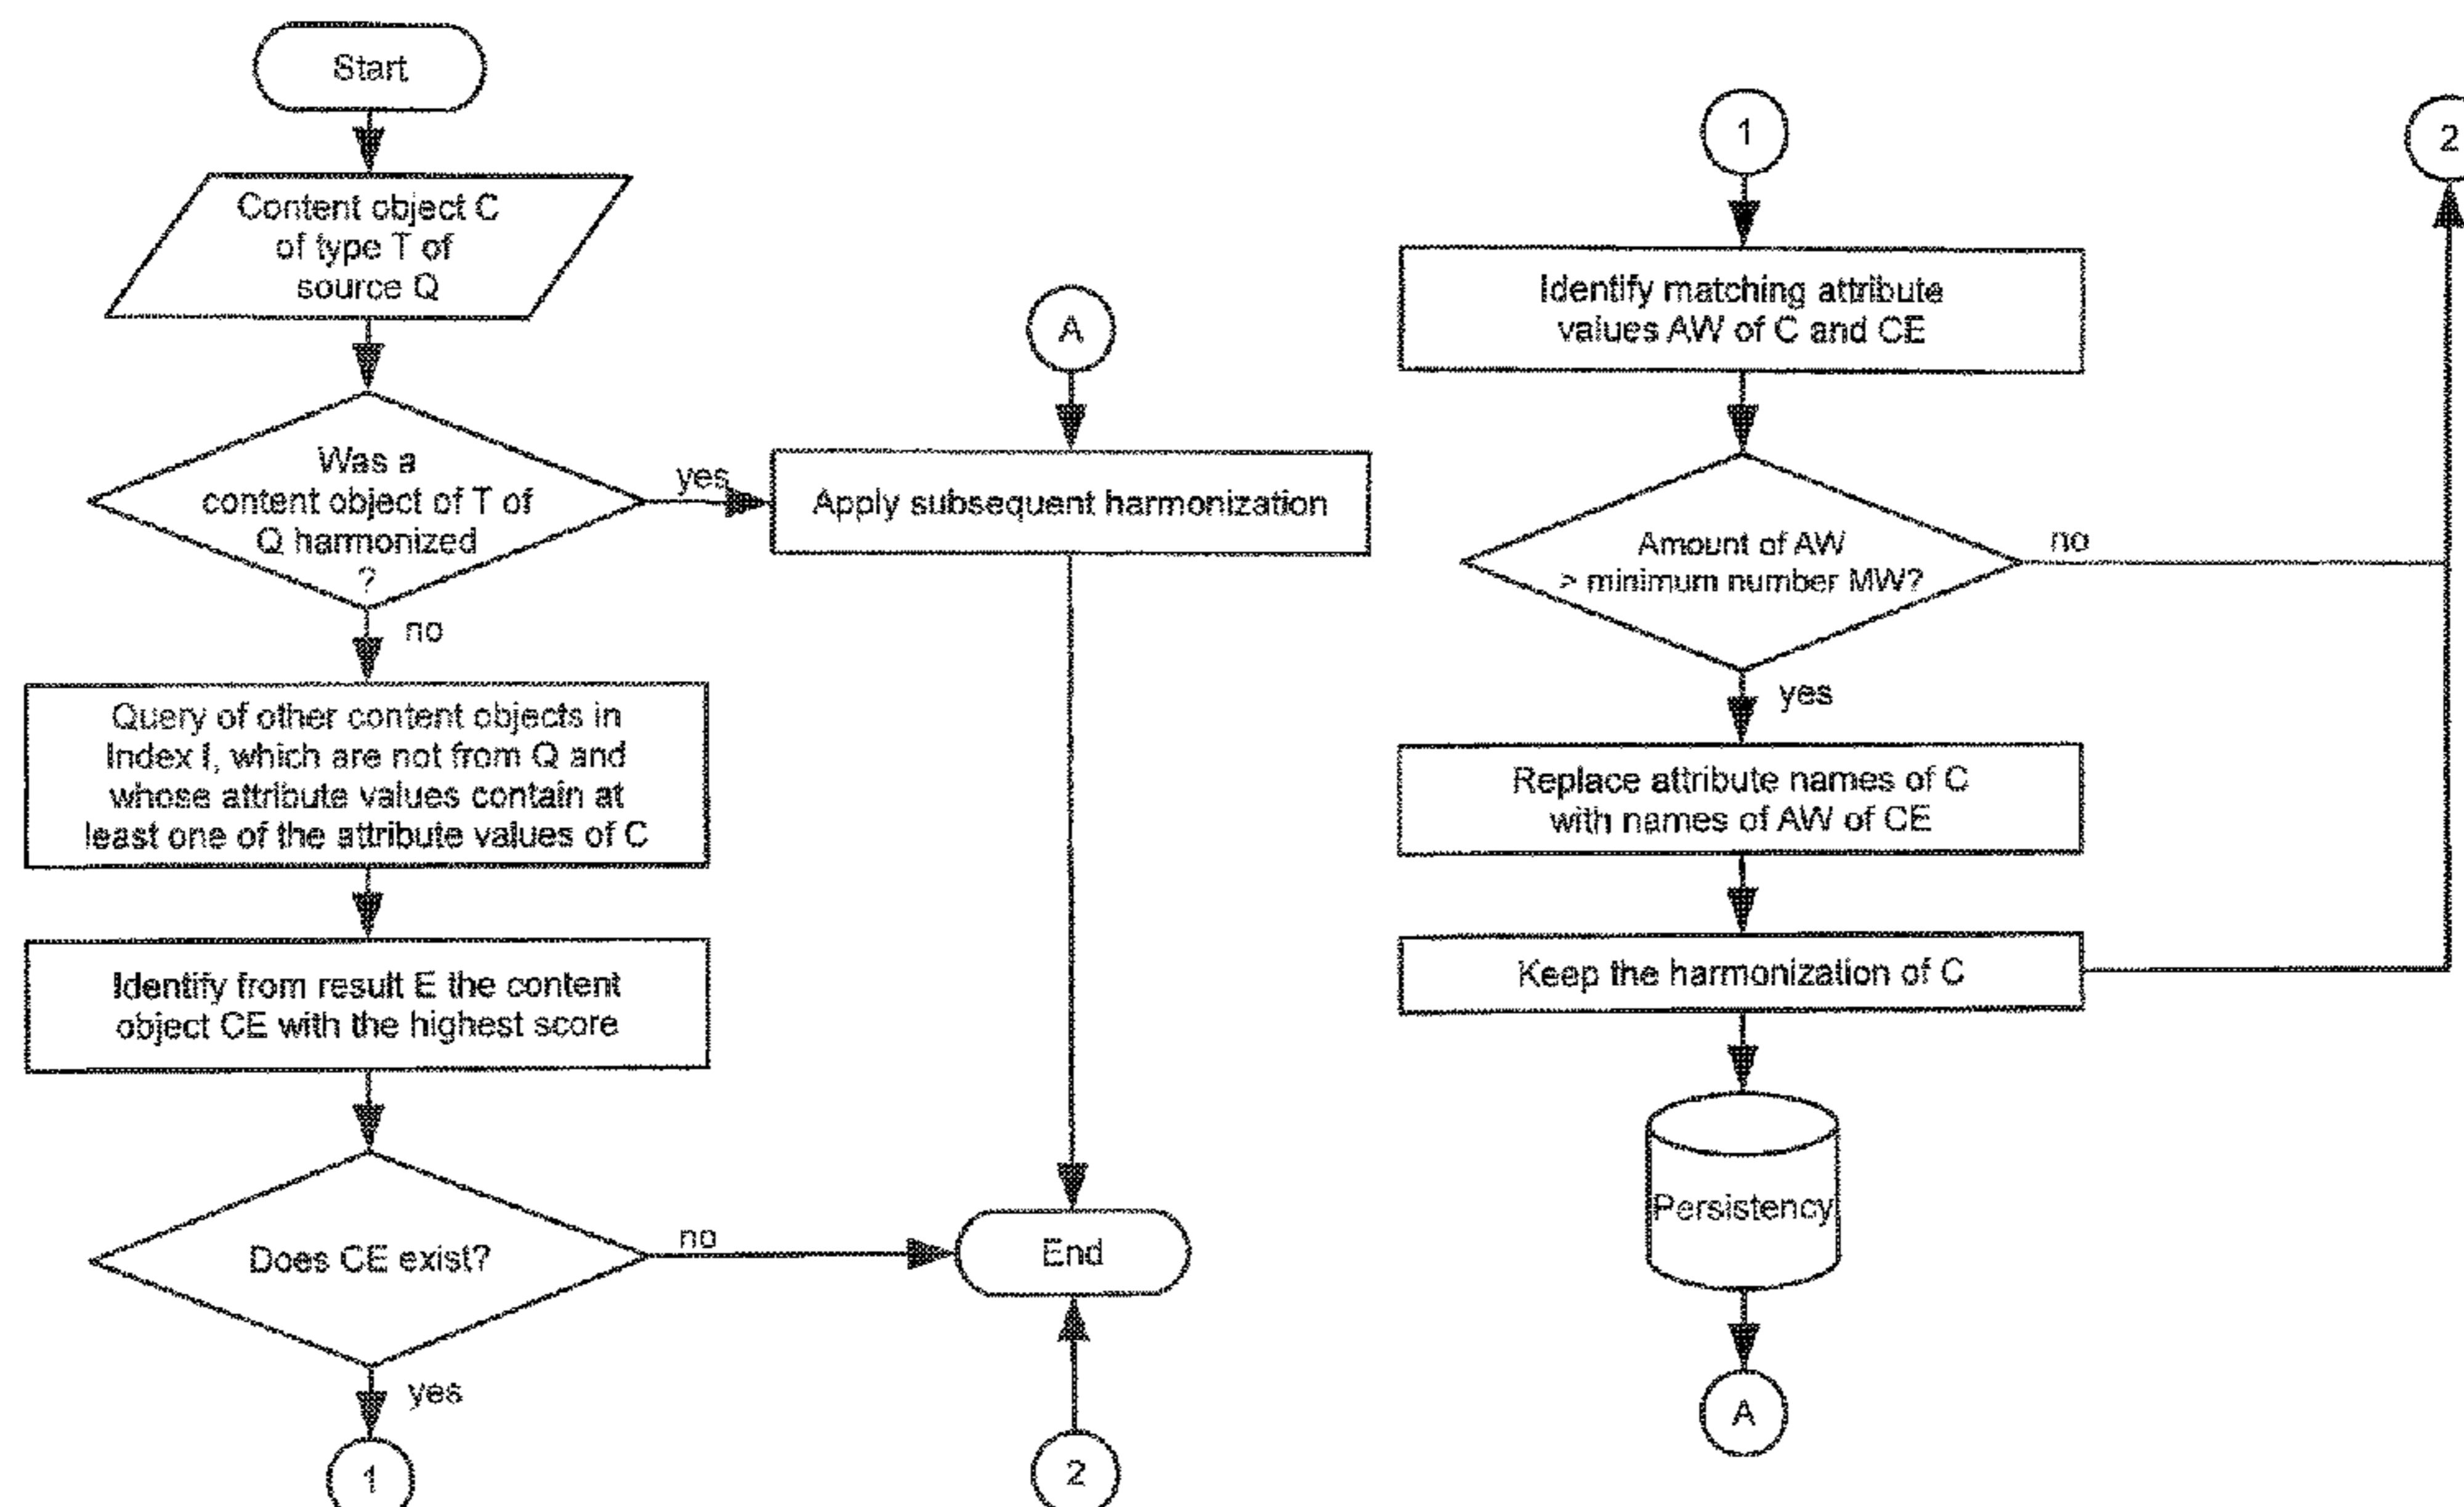 Start
Content object C
of type T of
source Q
Was a
content object of T of
Q harmonized
?
yes
no
Query of other content objects in
Index I, which are not from Q and
whose attribute values contain at
least one of the attribute values of C
Identify from result E the content
object CE with the highest score
Does CE exist?
no
yes
1
A
Apply subsequent harmonization
End
2
1
Identify matching attribute
values AW of C and CE
Amount of AW
> minimum number MW?
no
yes
Replace attribute names of C
with names of AW of CE
Keep the harmonization of C
Persistency
A
2